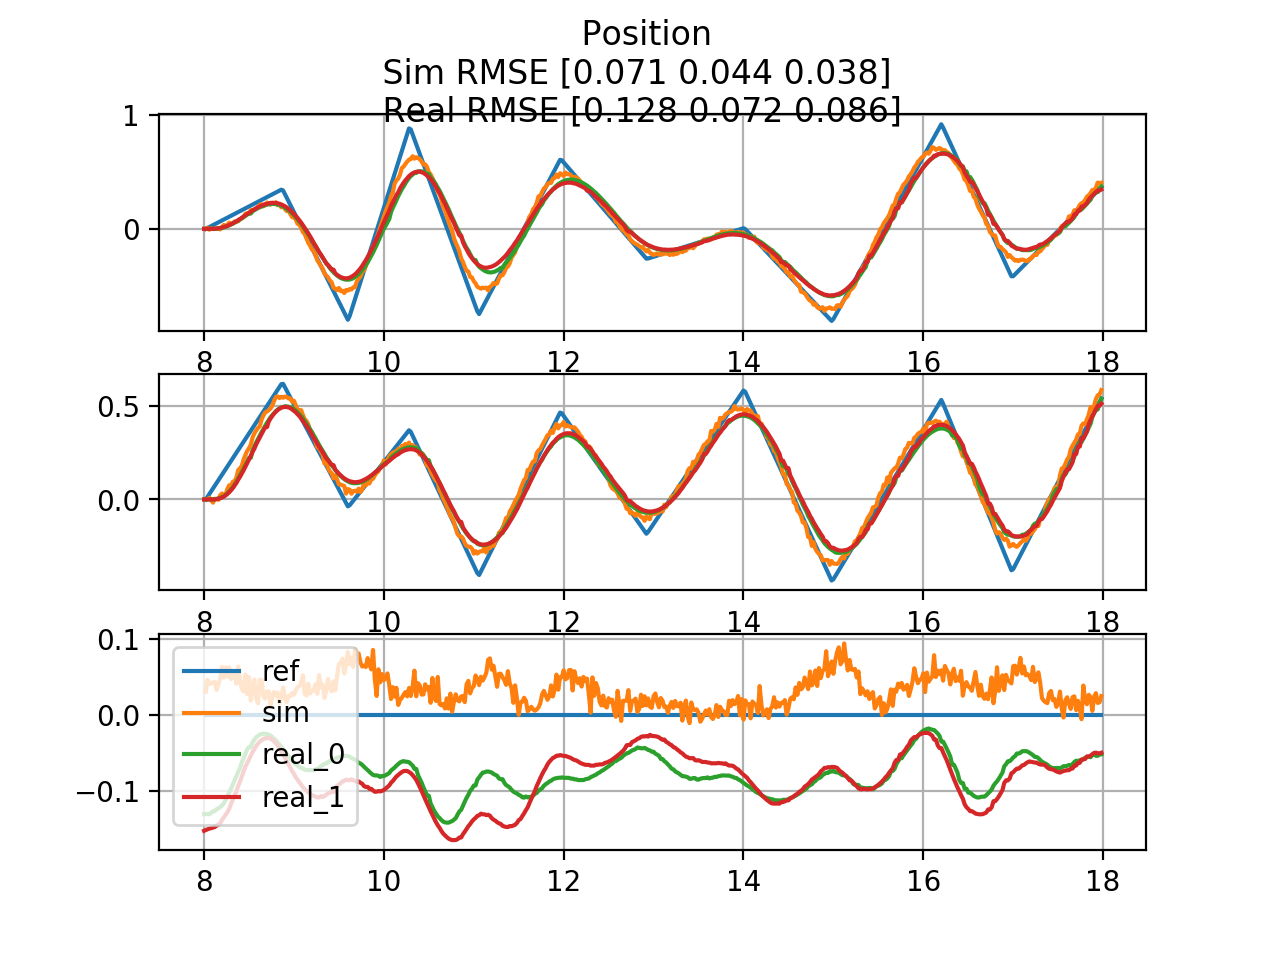 Position
Sim RMSE [0.071 0.044 0.038]
Real RMSE [0.128 0.072 0.086]
1
0
8 10 12 14 16 18
0.5
0.0
8 10 12 14 16 18
0.1
0.0
−0.1
ref
sim
real_0
real_1
8 10 12 14 16 18